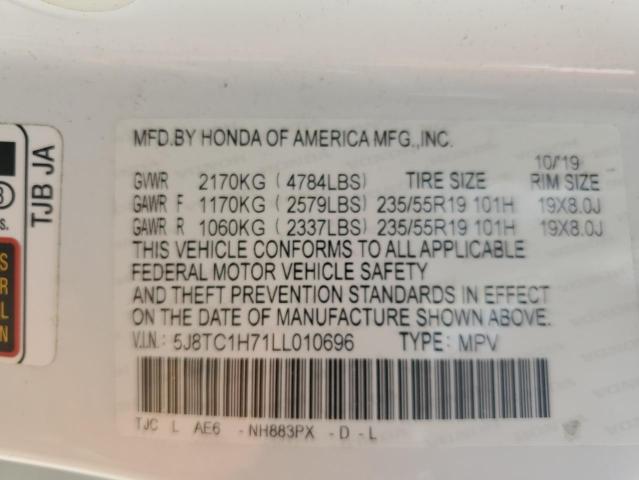 MFD.BY HONDA OF AMERICA MFG.,INC.
10/'19
GVWR 2170KG ( 4784LBS) TIRE SIZE RIM SIZE
GAWR F 1170KG ( 2579LBS) 235/55R19 101H 19X8.0J
GAWR R 1060KG ( 2337LBS) 235/55R19 101H 19X8.0J
THIS VEHICLE CONFORMS TO ALL APPLICABLE
FEDERAL MOTOR VEHICLE SAFETY
AND THEFT PREVENTION STANDARDS IN EFFECT
ON THE DATE OF MANUFACTURE SHOWN ABOVE.
V.I.N: 5J8TC1H71LL010696 TYPE: MPV
TJC L AE6 - NH883PX - D - L
TJB JA